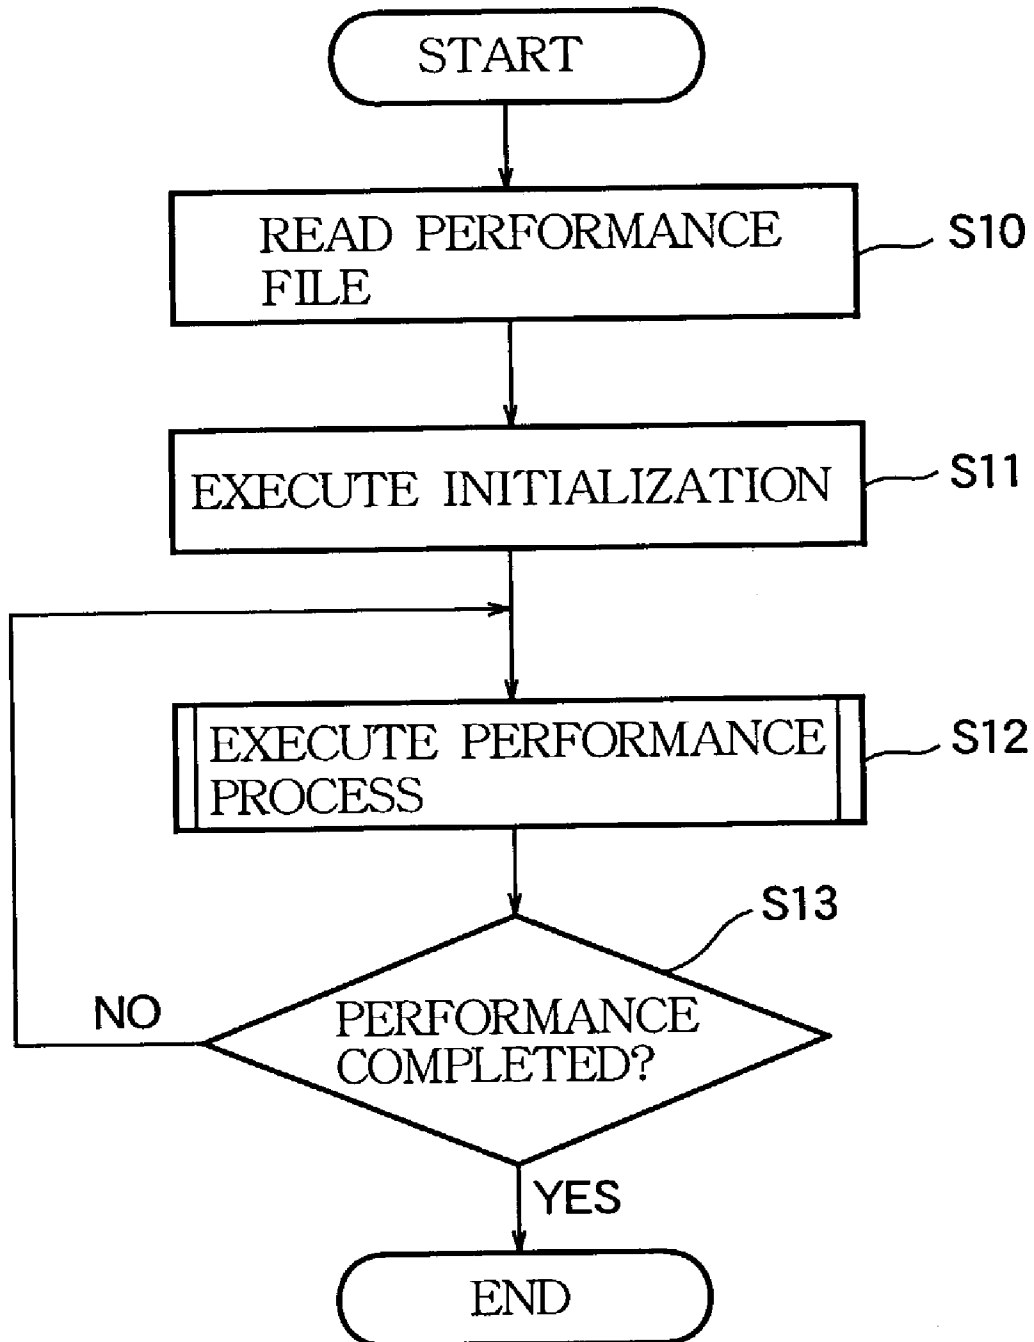 START
READ PERFORMANCE
FILE
S10
EXECUTE INITIALIZATION
S11
EXECUTE PERFORMANCE
PROCESS
S12
S13
PERFORMANCE
COMPLETED?
NO
YES
END